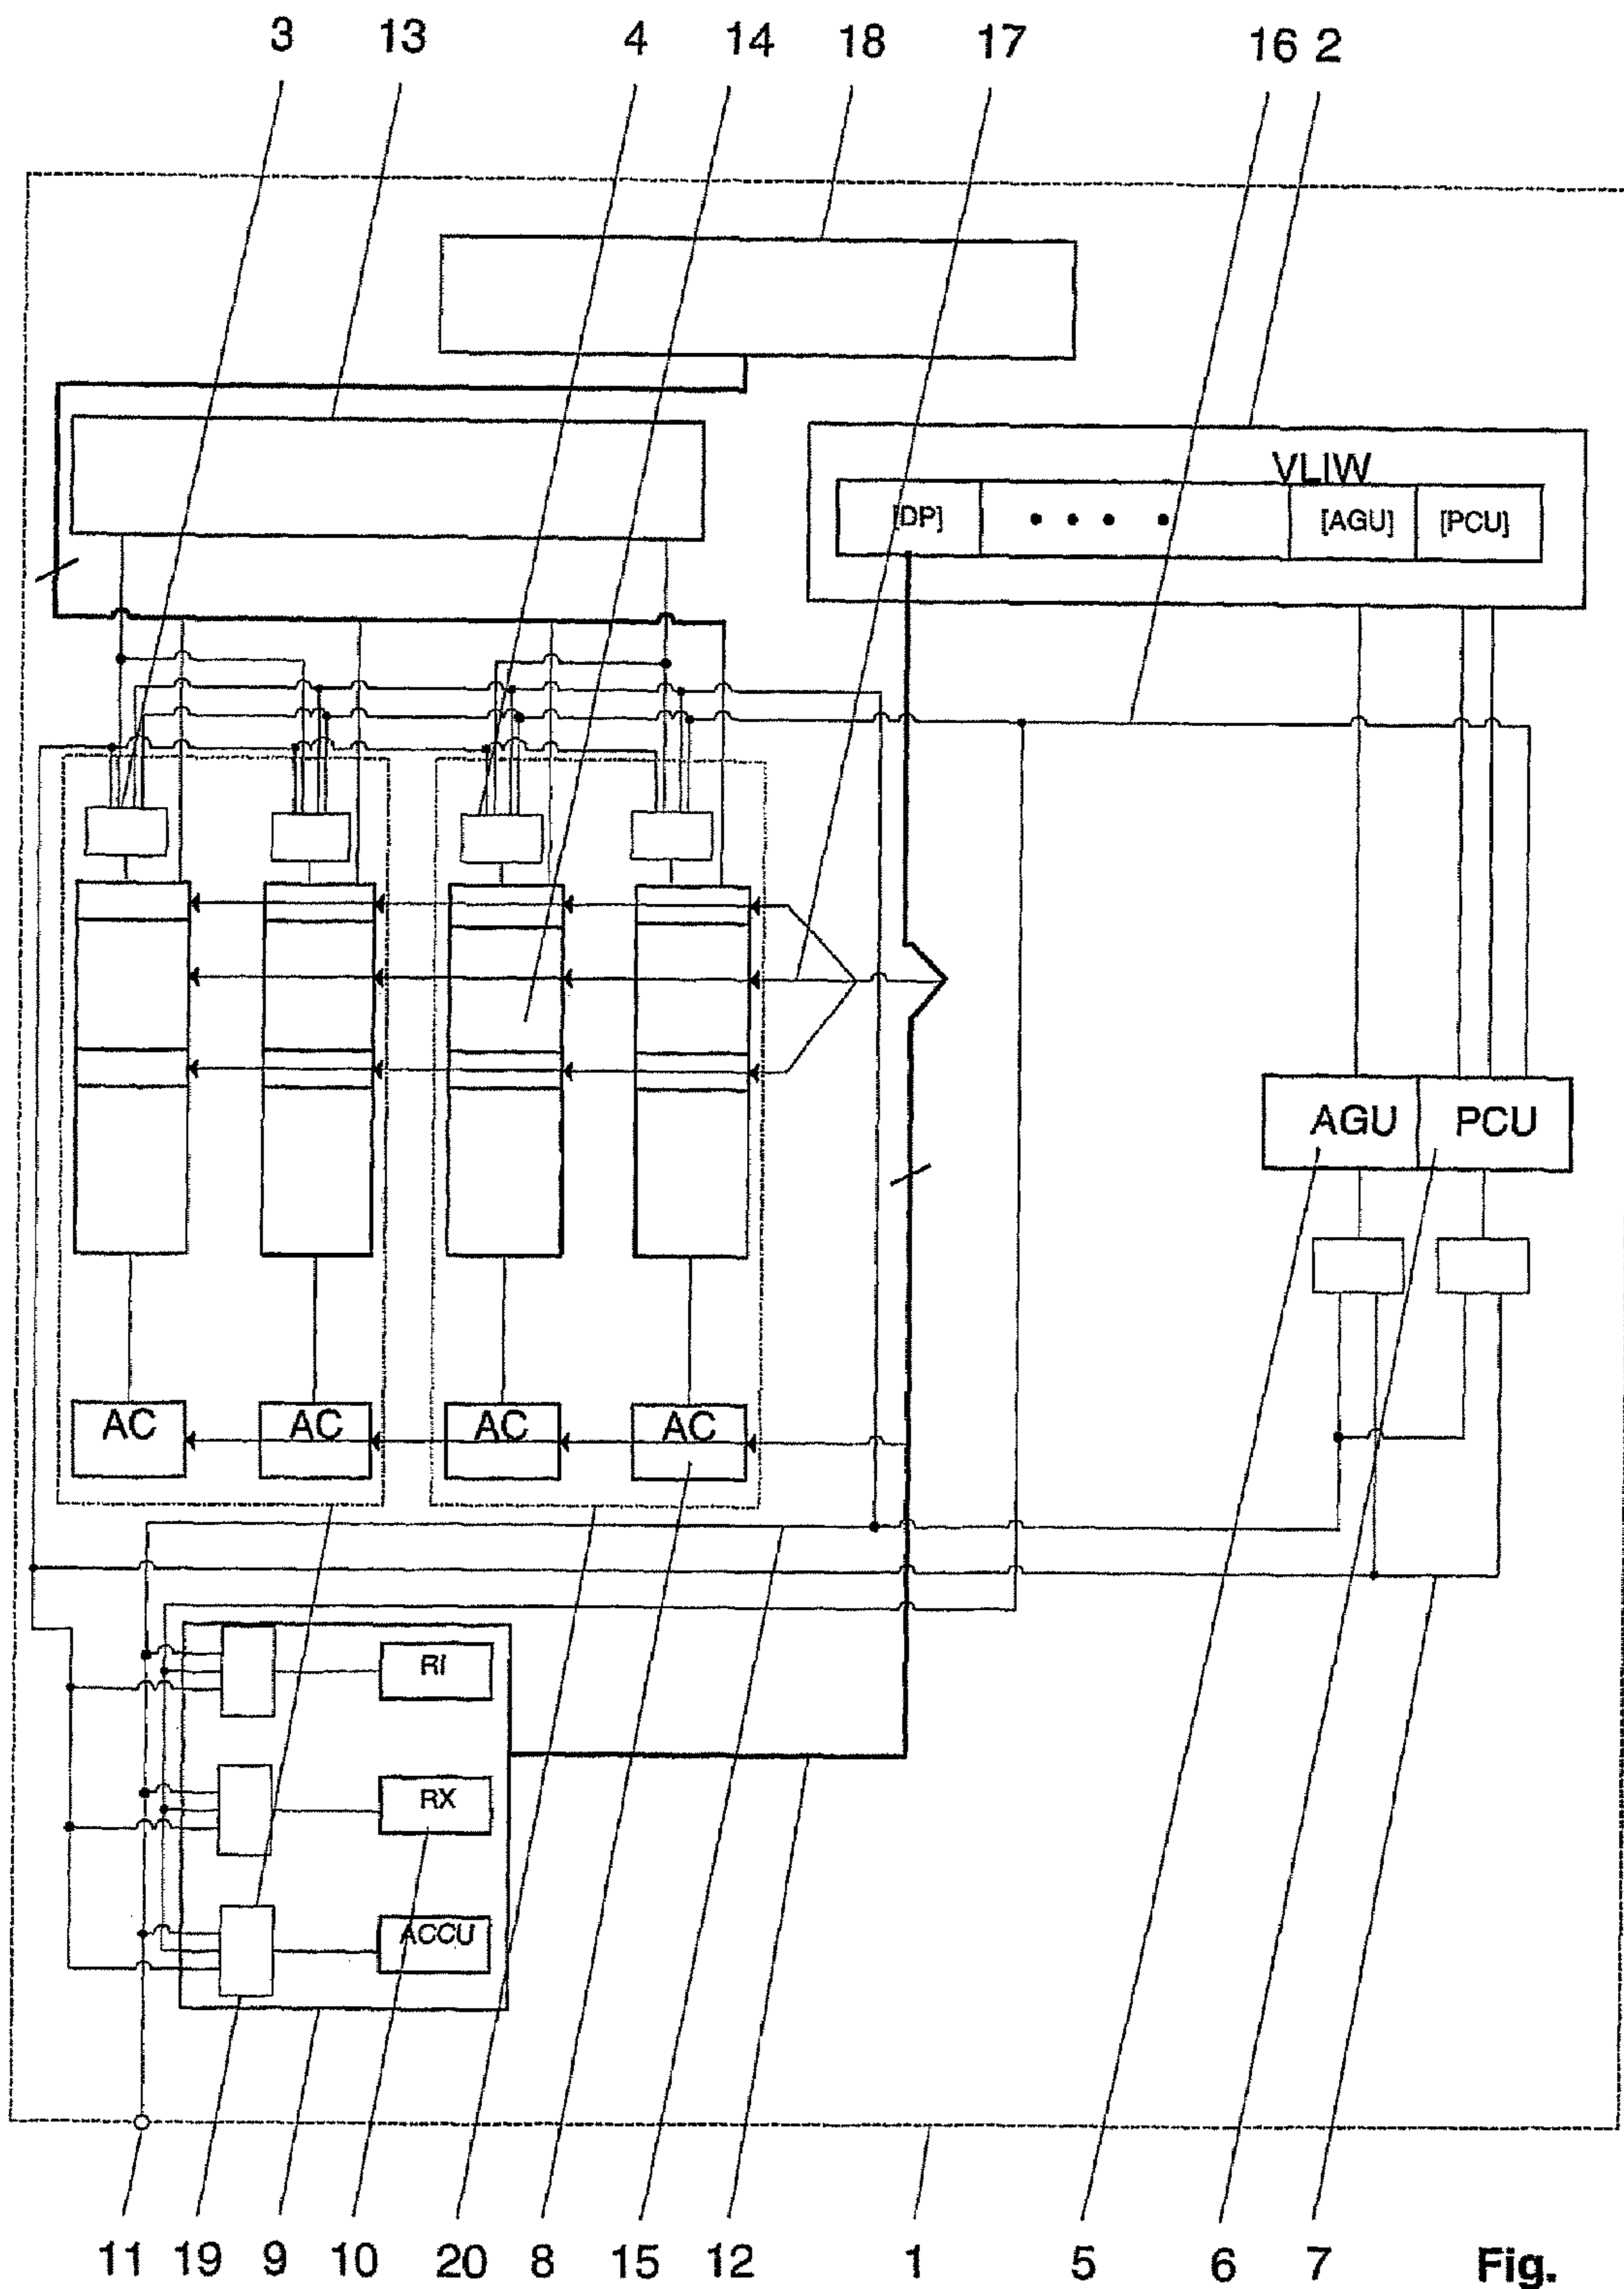 3 13 4 14 18 17 16 2
VLIW
[DP] • • • • [AGU] [PCU]
AGU PCU
AC AC AC AC
RI
RX
ACCU
11 19 9 10 20 8 15 12 1 5 6 7 Fig.